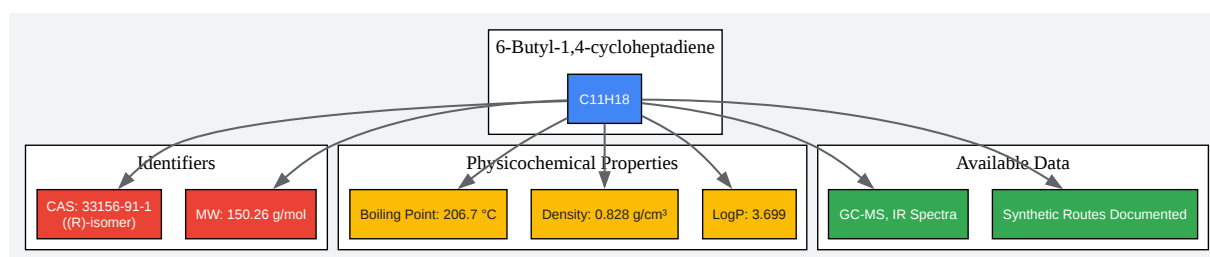 6-Butyl-1,4-cycloheptadiene
C11H18
Identifiers
CAS: 33156-91-1
((R)-isomer)
MW: 150.26 g/mol
Physicochemical Properties
Boiling Point: 206.7 °C
Density: 0.828 g/cm³
LogP: 3.699
Available Data
GC-MS, IR Spectra
Synthetic Routes Documented